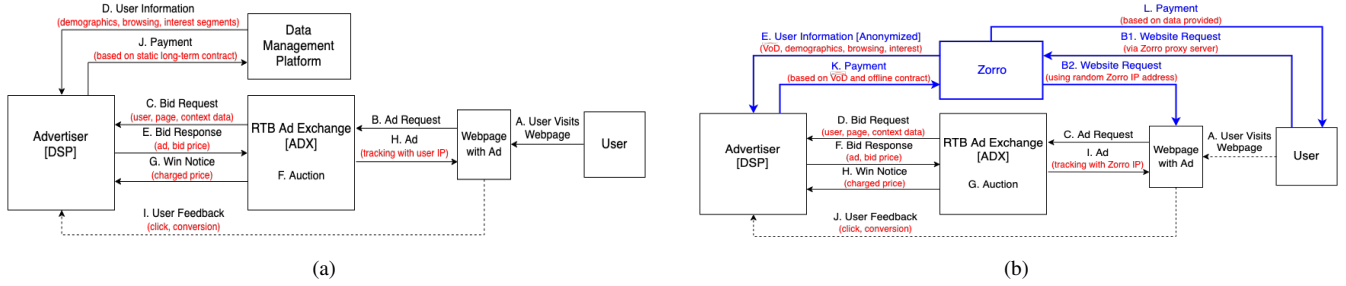 D. User Information
(demographics, browsing, interest segments)
J. Payment
(based on static long-term contract)
Data
Management
Platform
C. Bid Request
(user, page, context data)
E. Bid Response
(ad, bid price)
G. Win Notice
(charged price)
Advertiser
[DSP]
RTB Ad Exchange
[ADX]
F. Auction
B. Ad Request
H. Ad
(tracking with user IP)
Webpage
with Ad
A. User Visits
Webpage
User
I. User Feedback
(click, conversion)
(a)
L. Payment
(based on data provided)
E. User Information [Anonymized]
(VoD, demographics, browsing, interest)
K. Payment
(based on VoD and offline contract)
Zorro
B1. Website Request
(via Zorro proxy server)
B2. Website Request
(using random Zorro IP address)
D. Bid Request
(user, page, context data)
F. Bid Response
(ad, bid price)
H. Win Notice
(charged price)
Advertiser
[DSP]
RTB Ad Exchange
[ADX]
G. Auction
C. Ad Request
I. Ad
(tracking with Zorro IP)
Webpage
with Ad
A. User Visits
Webpage
User
J. User Feedback
(click, conversion)
(b)